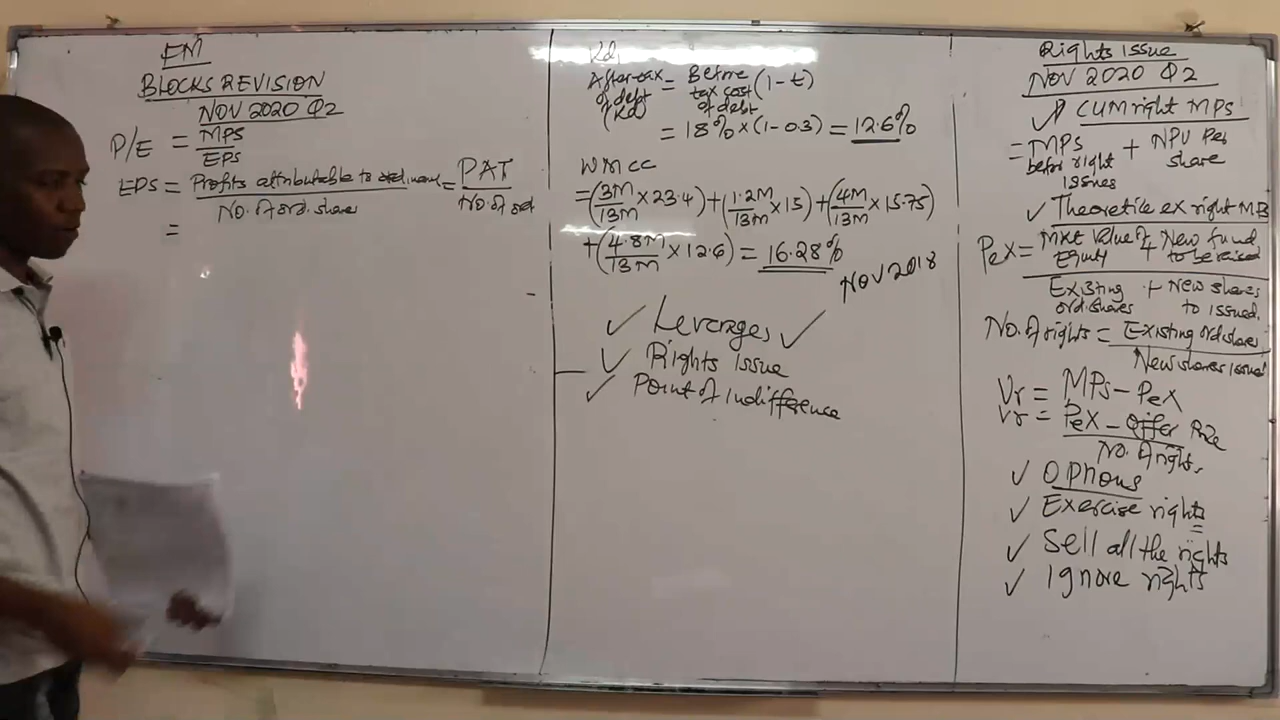 FM
BLOCKS REVISION
NOV 2020 Q2
P/E = MPS
EPS
EPS = Profits attributable to ordinary = PAT
No. of ord. share No. of ord
=
Kd,
After-tax = Before (1 - t)
of debt tax cost
(Kd) of debt
= 18% x (1 - 0.3) = 12.6%
WMCC
= (3M x 23.4) + (1.2M x 15) + (4M x 15.75)
13M 13M 13M
+ (4.8M x 12.6) = 16.28%
13M
NOV 2018
✓ Leverages ✓
✓ Rights Issue
✓ Point of Indifference
Rights Issue
NOV 2020 Q2
✓ CUM right MPS
= MPS + NPV Per
before right share
Issues
✓ Theoretile ex right
Pex = Mkt Value of + New fund
Equity to be raised
Existing + New shares
ord. shares to issued.
No. of rights = Existing ord share
New shares issued
Vr = MPS - Pex
Vr = Pex - offer Price
No. of rights.
✓ Options
✓ Exercise rights
=
✓ Sell all the rights
✓ Ignore rights